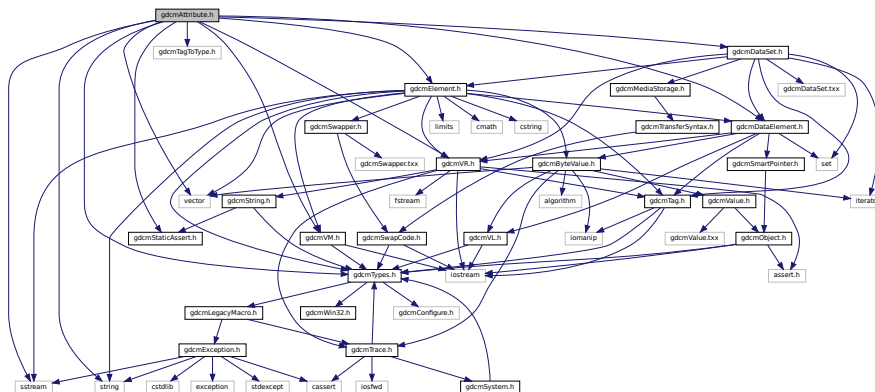 gdcmAttribute.h
gdcmTagToType.h
gdcmDataSet.h
gdcmElement.h
gdcmMediaStorage.h
gdcmDataSet.txx
gdcmSwapper.h
limits
cmath
cstring
gdcmTransferSyntax.h
gdcmDataElement.h
gdcmSwapper.txx
gdcmVR.h
gdcmByteValue.h
gdcmSmartPointer.h
set
vector
gdcmString.h
fstream
algorithm
gdcmTag.h
gdcmValue.h
iterator
gdcmStaticAssert.h
gdcmVM.h
gdcmSwapCode.h
gdcmVL.h
iomanip
gdcmValue.txx
gdcmObject.h
gdcmTypes.h
iostream
assert.h
gdcmLegacyMacro.h
gdcmWin32.h
gdcmConfigure.h
gdcmException.h
gdcmTrace.h
sstream
string
cstdlib
exception
stdexcept
cassert
iosfwd
gdcmSystem.h